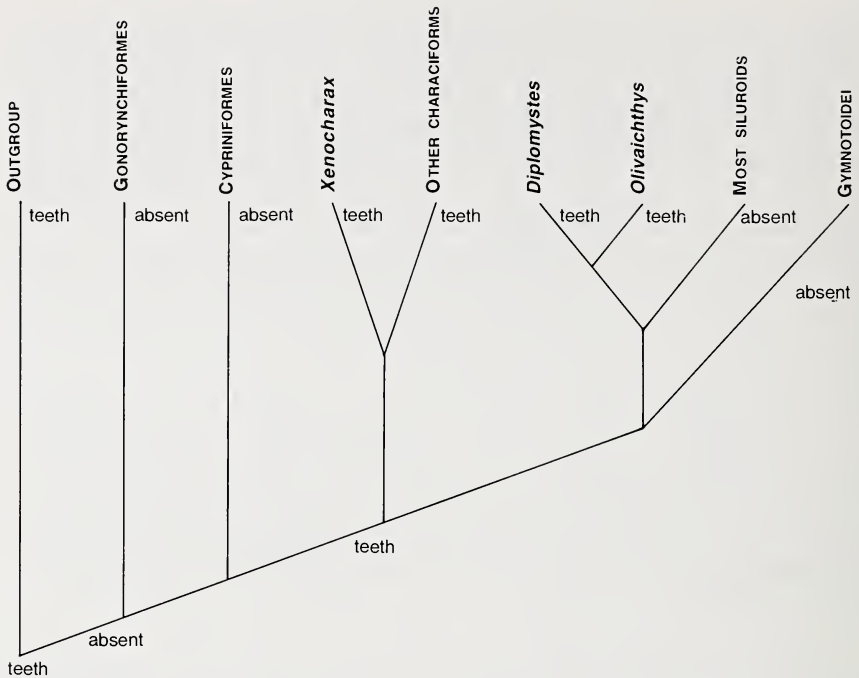 OUTGROUP
GONORYNCHIFORMES
CYPRINIFORMES
Xenocharax
OTHER CHARACIFORMS
Diplomystes
Olivaichthys
MOST SILUROIDS
GYMNOTOIDEI
teeth
absent
absent
teeth
teeth
teeth
teeth
absent
absent
teeth
absent
teeth